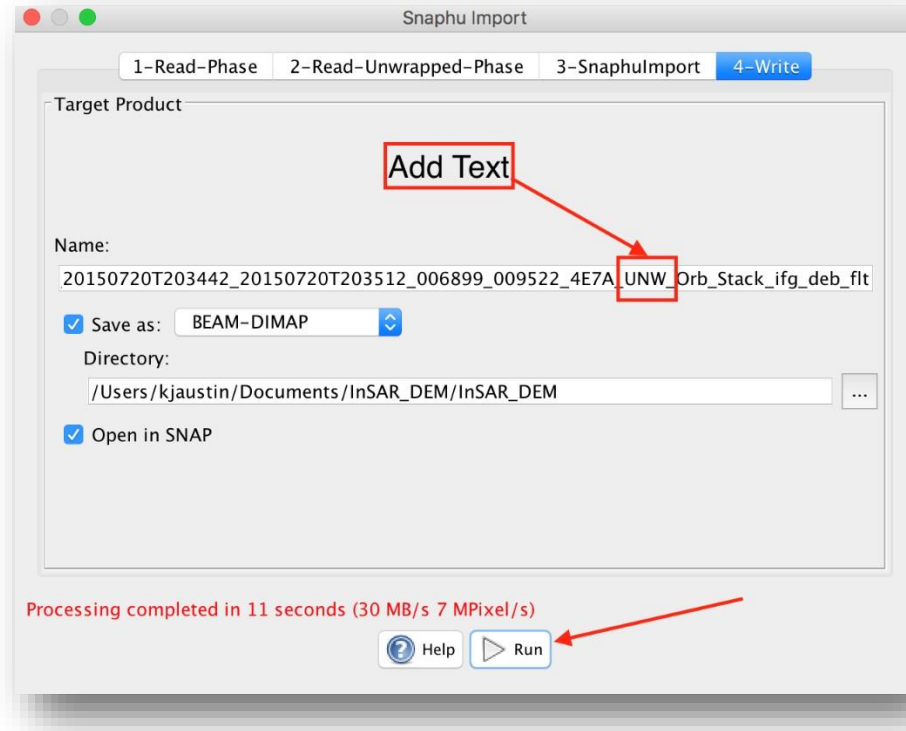 Snaphu Import
1-Read-Phase 2-Read-Unwrapped-Phase 3-SnaphuImport 4-Write
Target Product
Add Text
Name:
20150720T203442_20150720T203512_006899_009522_4E7A_UNW_Orb_Stack_ifg_deb_flt
Save as: BEAM-DIMAP
Directory:
/Users/kjaustin/Documents/InSAR_DEM/InSAR_DEM
...
Open in SNAP
Processing completed in 11 seconds (30 MB/s 7 MPixel/s)
Help Run